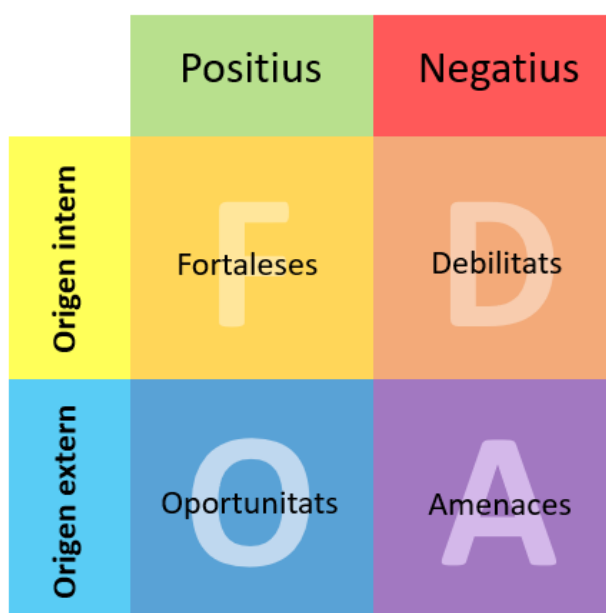 Positius
Negatius
Origen intern
F
Fortaleses
D
Debilitats
Origen extern
O
Oportunitats
A
Amenaces